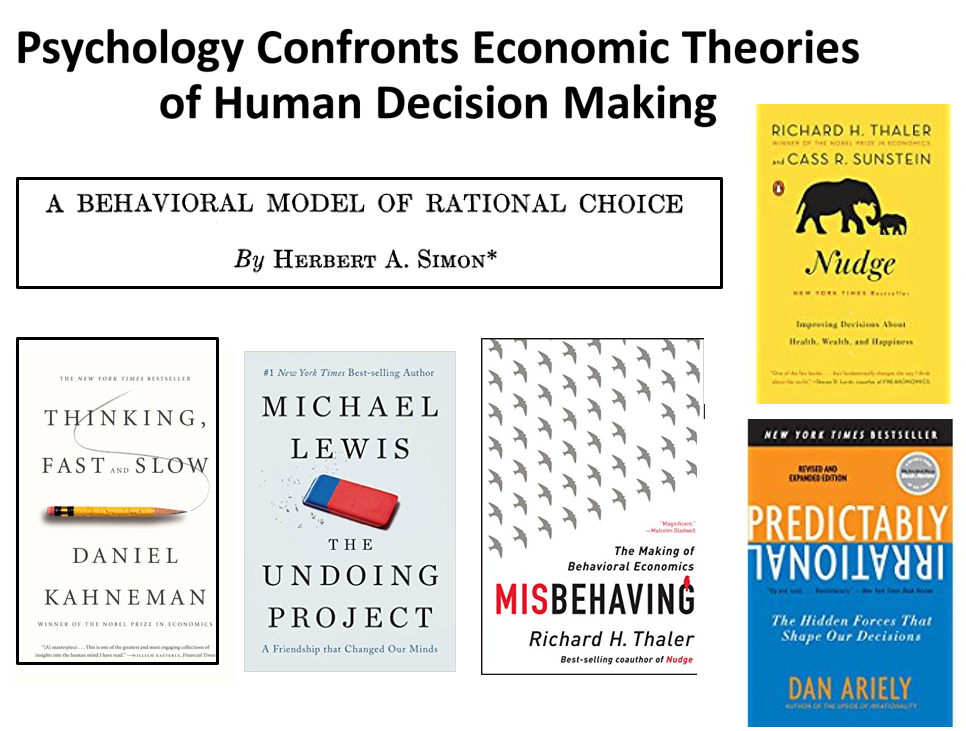 Psychology Confronts Economic Theories
of Human Decision Making
A BEHAVIORAL MODEL OF RATIONAL CHOICE
By HERBERT A. SIMON*
RICHARD H. THALER
WINNER OF THE NOBEL PRIZE IN ECONOMICS
and CASS R. SUNSTEIN
Nudge
NEW YORK TIMES Bestseller
Improving Decisions About
Health, Wealth, and Happiness
"One of the few books . . . that fundamentally changes the way I think
about the world." —Steven D. Levitt, coauthor of FREAKONOMICS
THE NEW YORK TIMES BESTSELLER
THINKING,
FAST AND SLOW
DANIEL
KAHNEMAN
WINNER OF THE NOBEL PRIZE IN ECONOMICS
"[A] masterpiece . . . This is one of the greatest and most engaging collections of
insights into the human mind I have read." —WILLIAM EASTERLY, Financial Times
#1 New York Times Best-selling Author
MICHAEL
LEWIS
THE
UNDOING
PROJECT
A Friendship that Changed Our Minds
"Magnificent."
—Malcolm Gladwell
The Making of
Behavioral Economics
MISBEHAVING
Richard H. Thaler
Best-selling coauthor of Nudge
NEW YORK TIMES BESTSELLER
REVISED AND
EXPANDED EDITION
PREDICTABLY
IRRATIONAL
The Hidden Forces That
Shape Our Decisions
DAN ARIELY
AUTHOR OF THE UPSIDE OF IRRATIONALITY